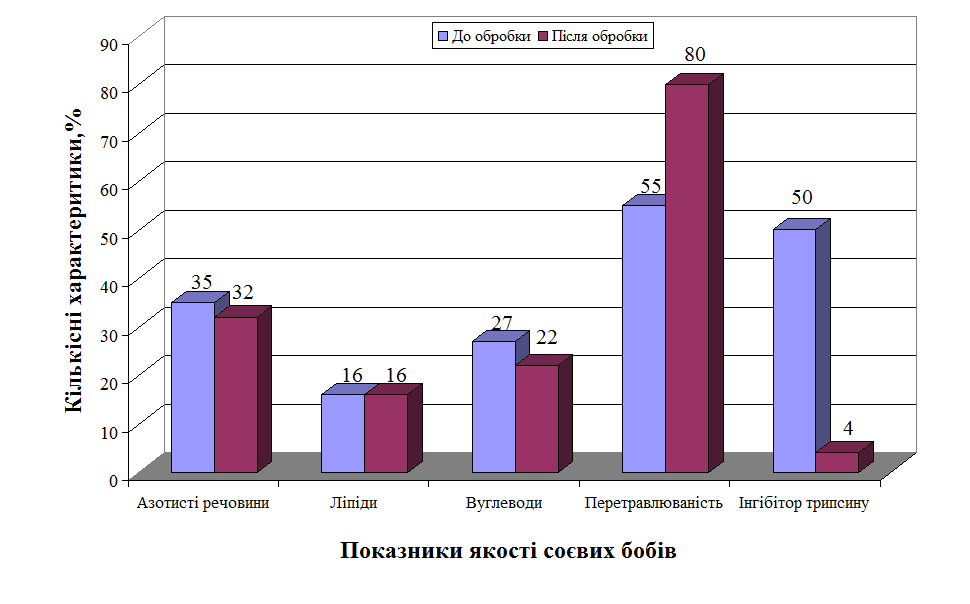 До обробки Після обробки
Кількісні характеритики,%
90
80
70
60
50
40
30
20
10
0
35
32
16
16
27
22
55
80
50
4
Азотисті речовини
Ліпіди
Вуглеводи
Перетравлюваність
Інгібітор трипсину
Показники якості соєвих бобів